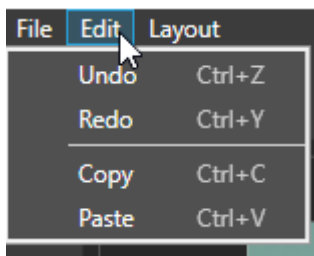 File Edit Layout
Undo Ctrl+Z
Redo Ctrl+Y
Copy Ctrl+C
Paste Ctrl+V